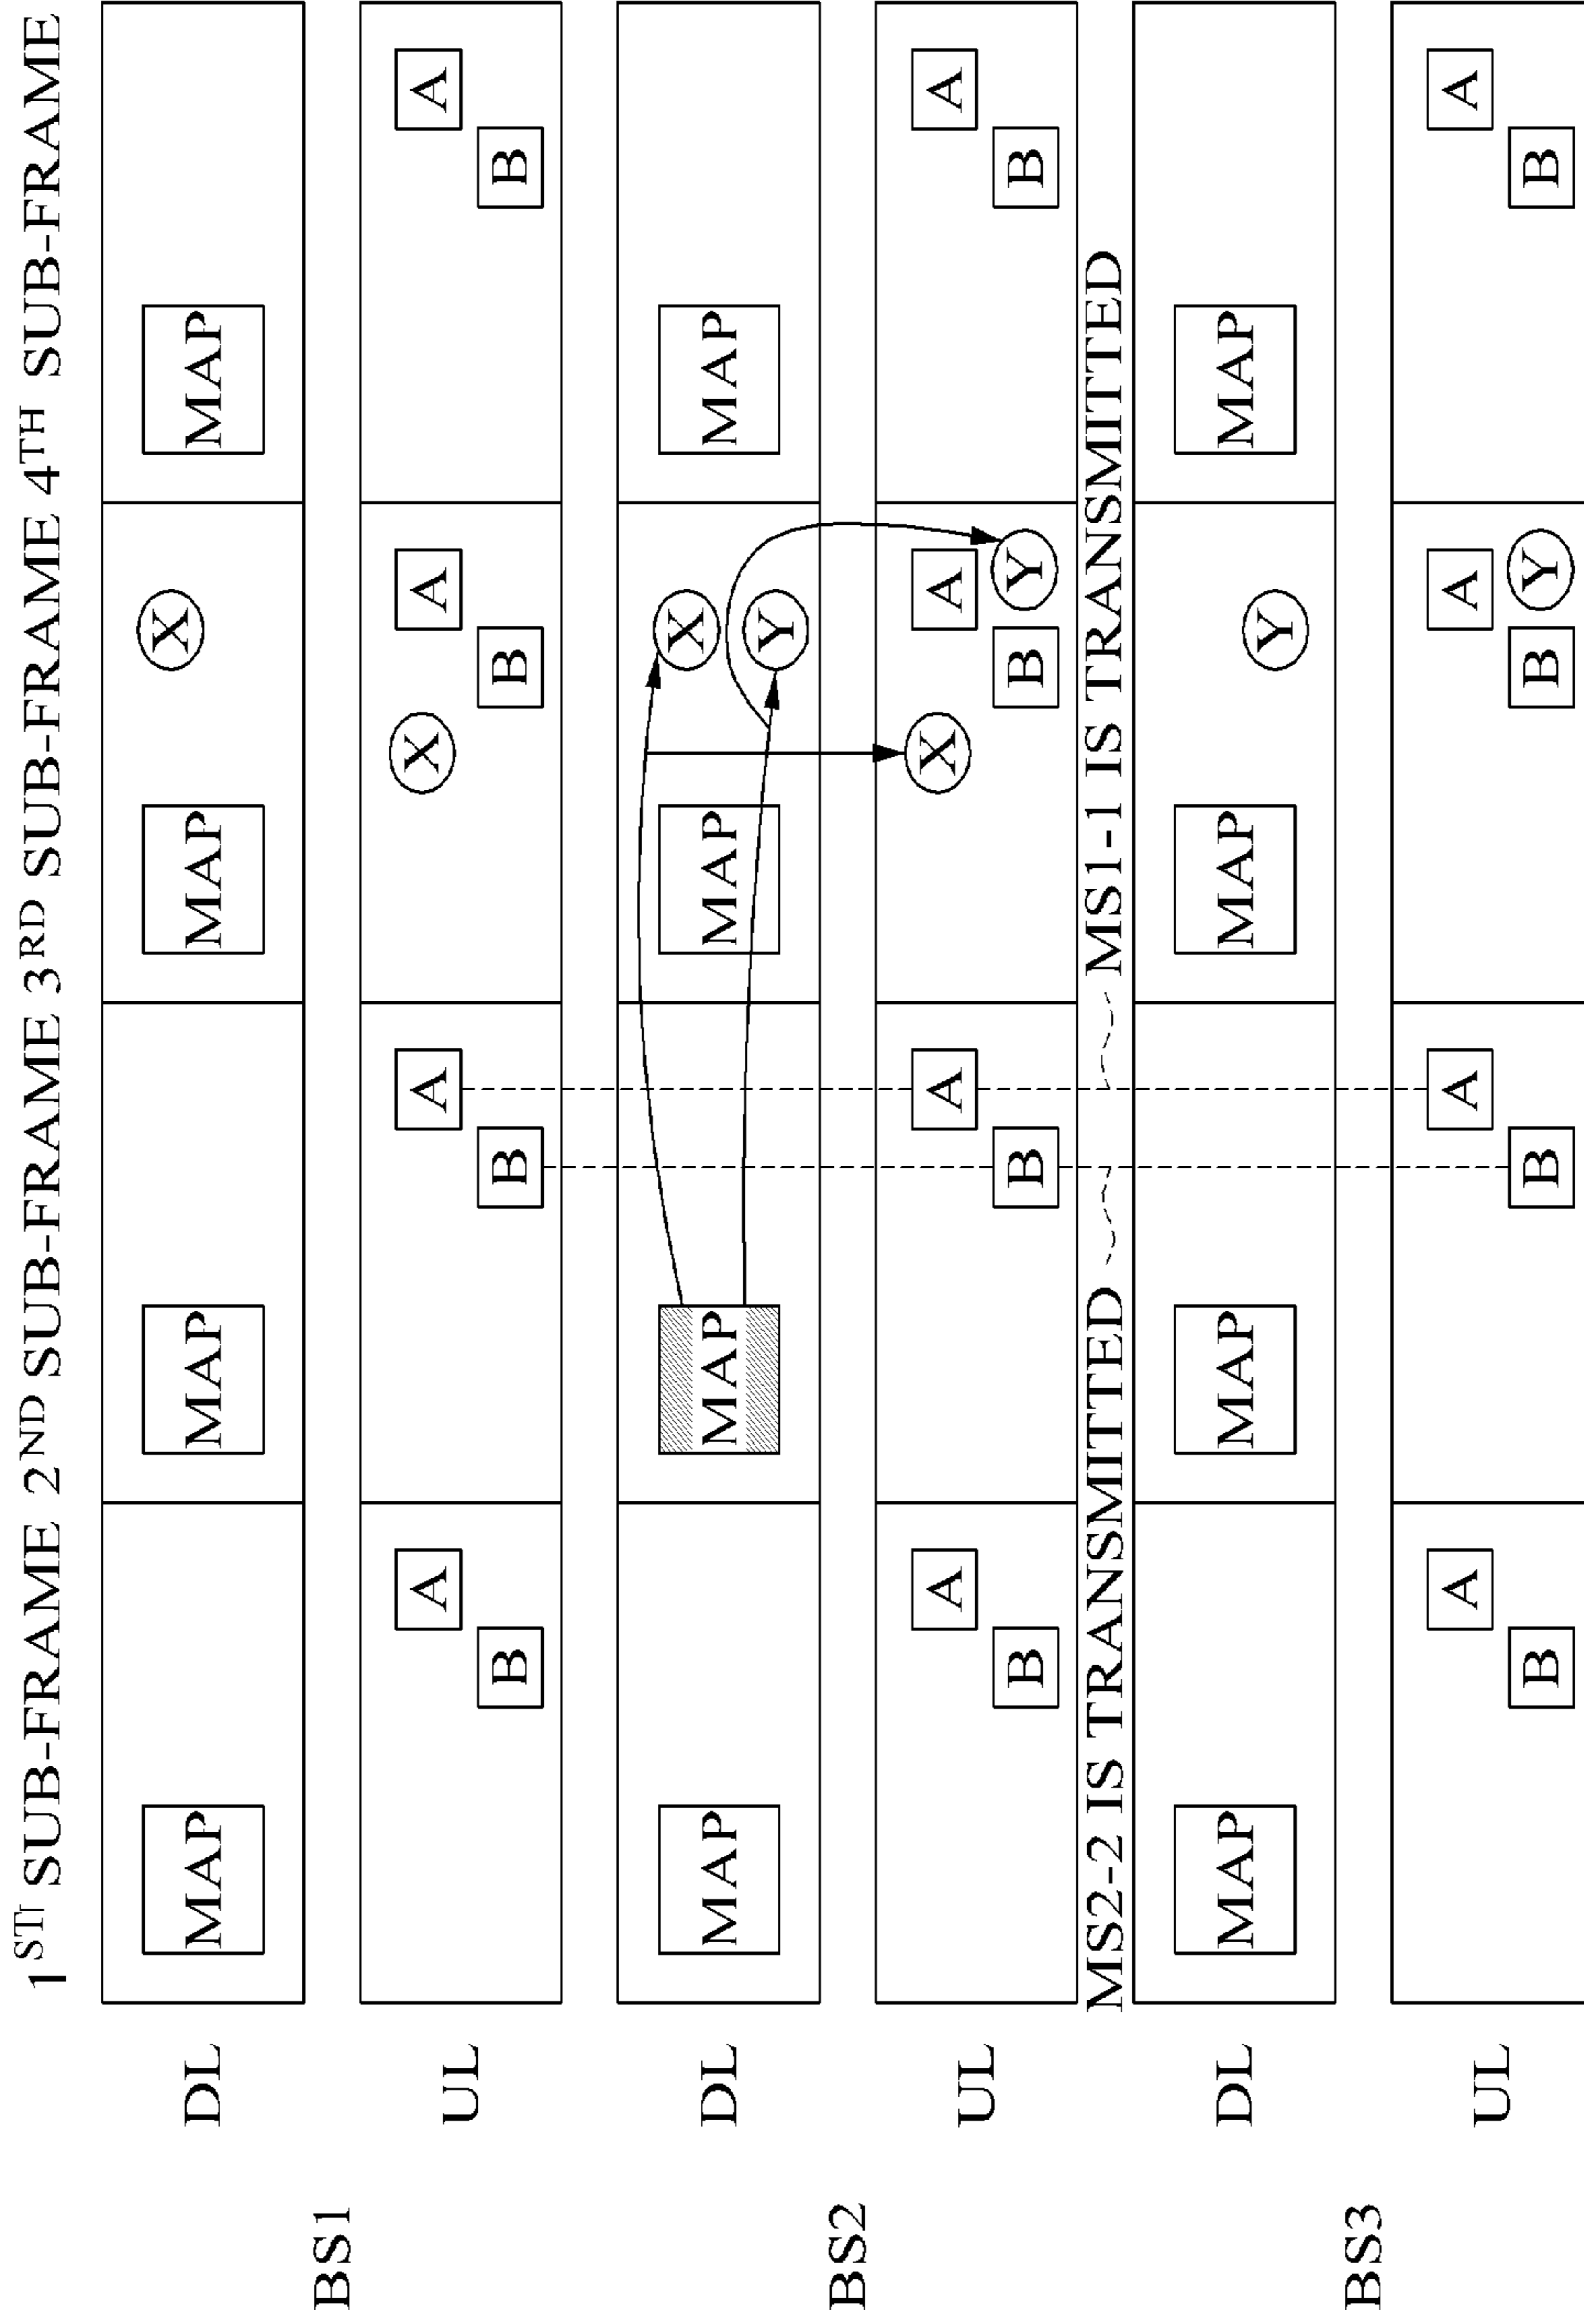 1ST SUB-FRAME 2ND SUB-FRAME 3RD SUB-FRAME 4TH SUB-FRAME
DL MAP MAP MAP X MAP
BS1
UL A A X A A
B B B B
DL MAP MAP MAP X MAP
Y
BS2
UL A A X A A
B B B Y B
MS2-2 IS TRANSMITTED MS1-1 IS TRANSMITTED
DL MAP MAP MAP Y MAP
BS3
UL A A A A
B B B Y B